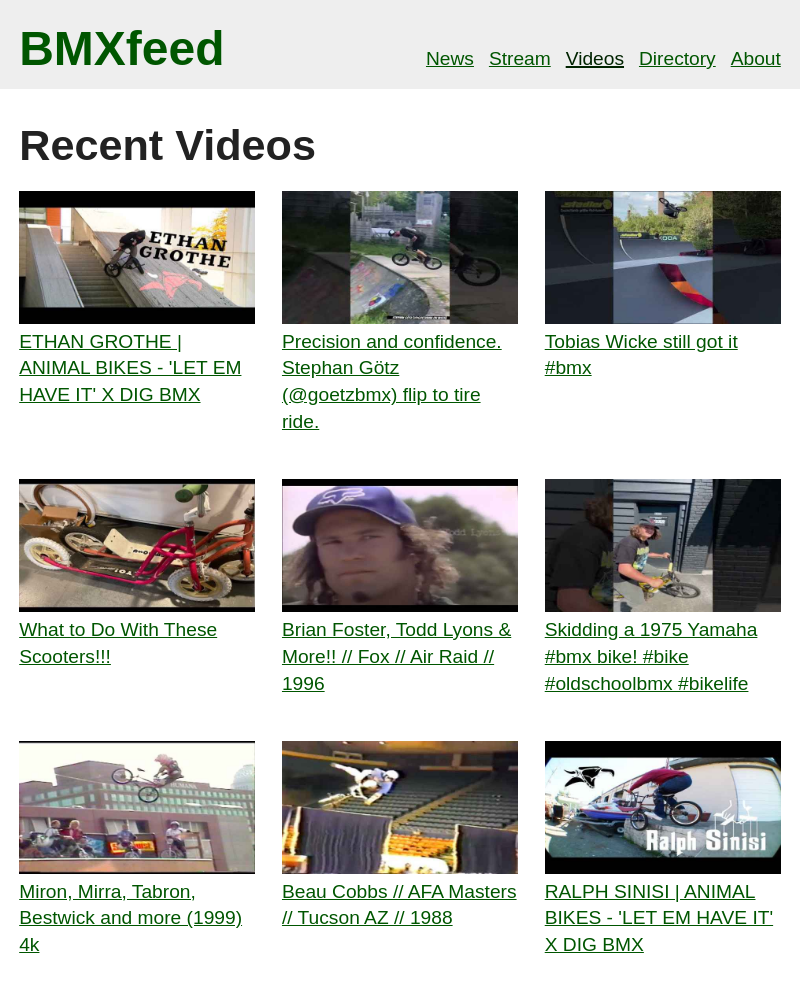 BMXfeed
News Stream Videos Directory About
Recent Videos
ETHAN
GROTHE
ETHAN GROTHE |
ANIMAL BIKES - 'LET EM
HAVE IT' X DIG BMX
Precision and confidence.
Stephan Götz
(@goetzbmx) flip to tire
ride.
Tobias Wicke still got it
#bmx
What to Do With These
Scooters!!!
Todd Lyons
Brian Foster, Todd Lyons &
More!! // Fox // Air Raid //
1996
Skidding a 1975 Yamaha
#bmx bike! #bike
#oldschoolbmx #bikelife
Miron, Mirra, Tabron,
Bestwick and more (1999)
4k
Beau Cobbs // AFA Masters
// Tucson AZ // 1988
Ralph Sinisi
RALPH SINISI | ANIMAL
BIKES - 'LET EM HAVE IT'
X DIG BMX